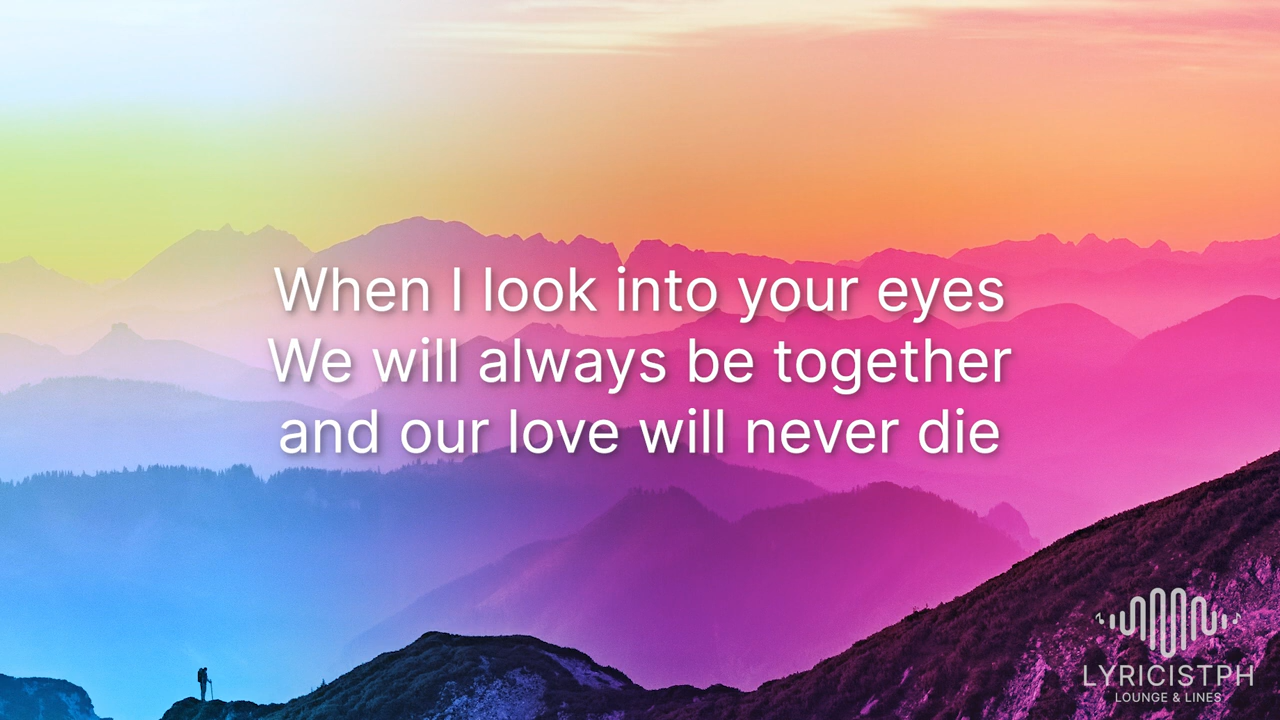 When I look into your eyes
We will always be together
and our love will never die
LYRICISTPH
LOUNGE & LINES